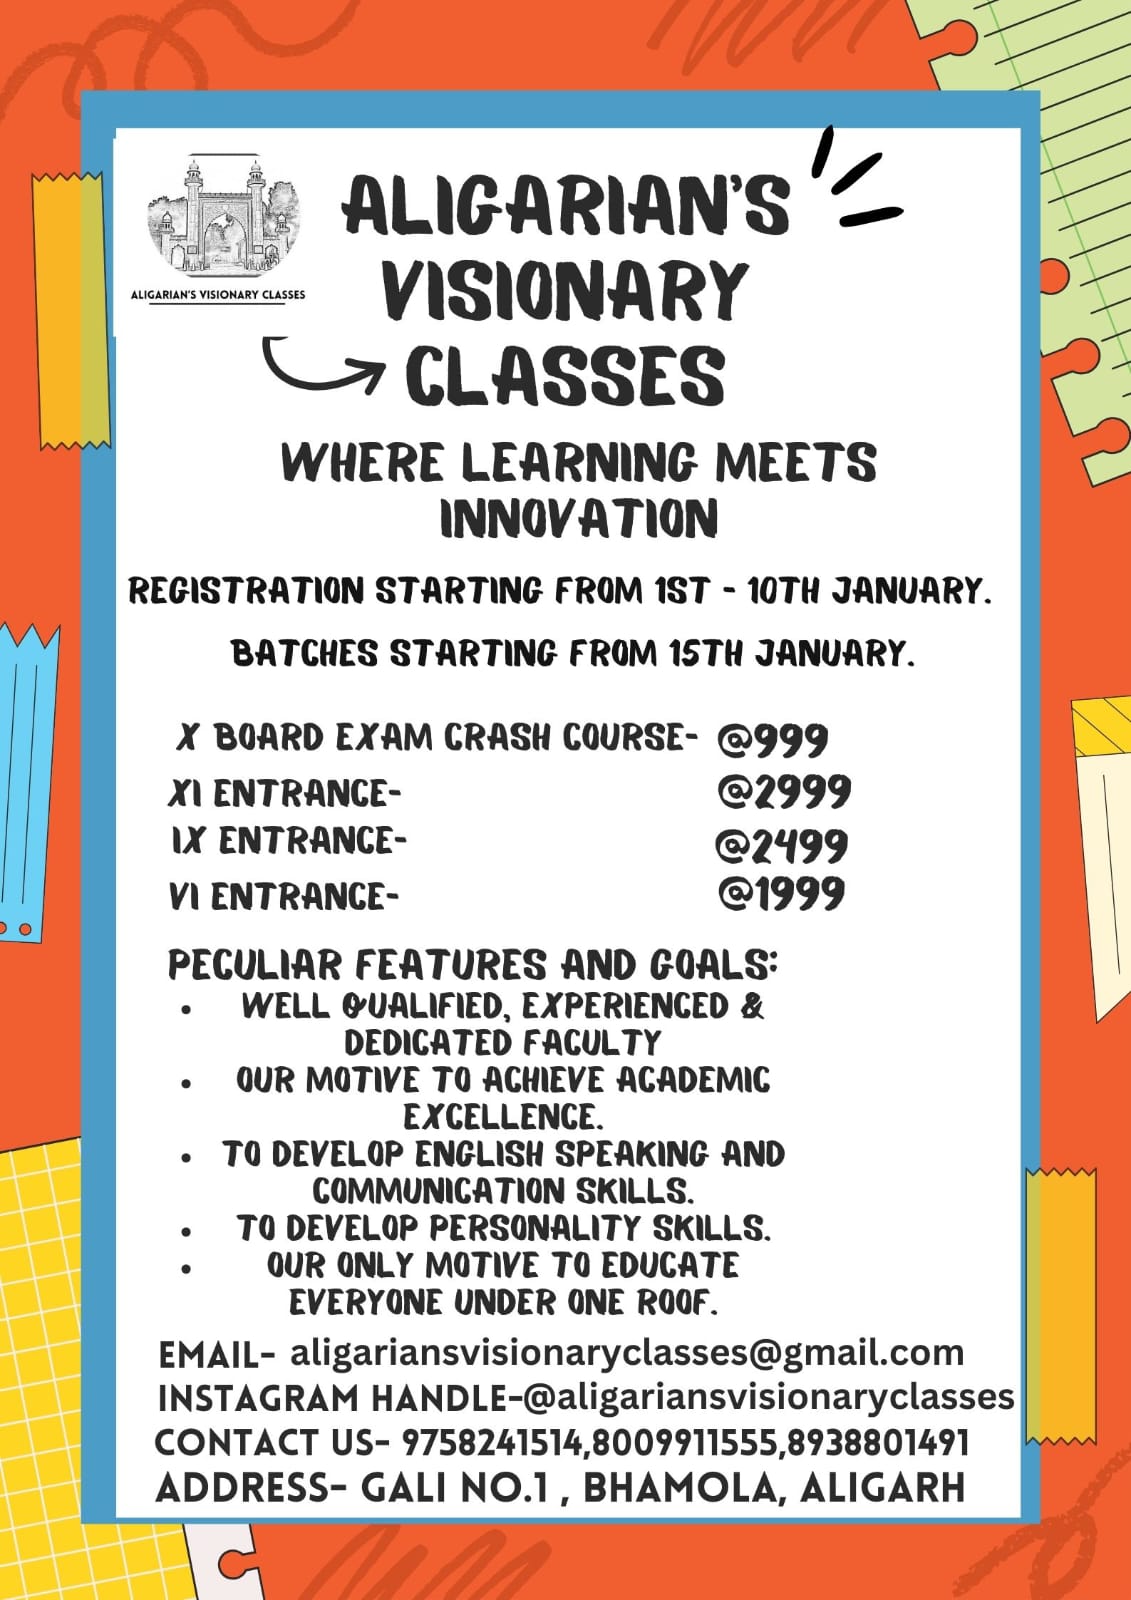 ALIGARIAN'S VISIONARY CLASSES
ALIGARIAN'S
VISIONARY
CLASSES
WHERE LEARNING MEETS
INNOVATION
REGISTRATION STARTING FROM 1ST - 10TH JANUARY.
BATCHES STARTING FROM 15TH JANUARY.
X BOARD EXAM CRASH COURSE- @999
XI ENTRANCE- @2999
IX ENTRANCE- @2499
VI ENTRANCE- @1999
PECULIAR FEATURES AND GOALS:
• WELL QUALIFIED, EXPERIENCED &
DEDICATED FACULTY
• OUR MOTIVE TO ACHIEVE ACADEMIC
EXCELLENCE.
• TO DEVELOP ENGLISH SPEAKING AND
COMMUNICATION SKILLS.
• TO DEVELOP PERSONALITY SKILLS.
• OUR ONLY MOTIVE TO EDUCATE
EVERYONE UNDER ONE ROOF.
EMAIL- aligariansvisionaryclasses@gmail.com
INSTAGRAM HANDLE-@aligariansvisionaryclasses
CONTACT US- 9758241514,8009911555,8938801491
ADDRESS- GALI NO.1 , BHAMOLA, ALIGARH